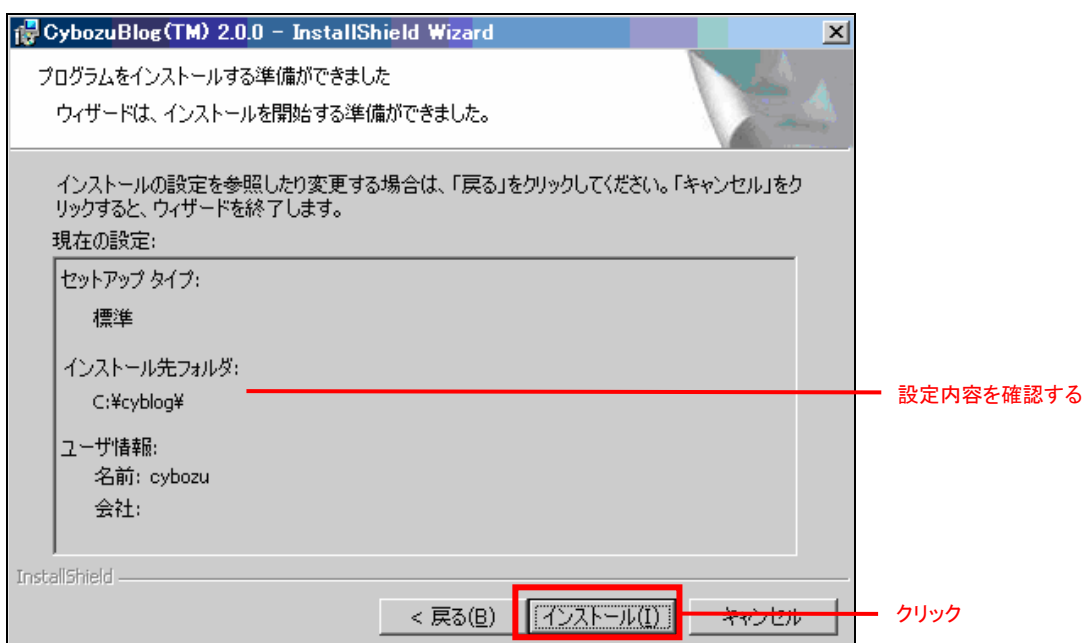 CybozuBlog(TM) 2.0.0 - InstallShield Wizard
プログラムをインストールする準備ができました
ウィザードは、インストールを開始する準備ができました。
インストールの設定を参照したり変更する場合は、「戻る」をクリックしてください。「キャンセル」をク
リックすると、ウィザードを終了します。
現在の設定:
セットアップ タイプ:
標準
インストール先フォルダ:
C:¥cyblog¥
設定内容を確認する
ユーザ情報:
名前: cybozu
会社:
InstallShield
< 戻る(B)
インストール(I)
キャンセル
クリック